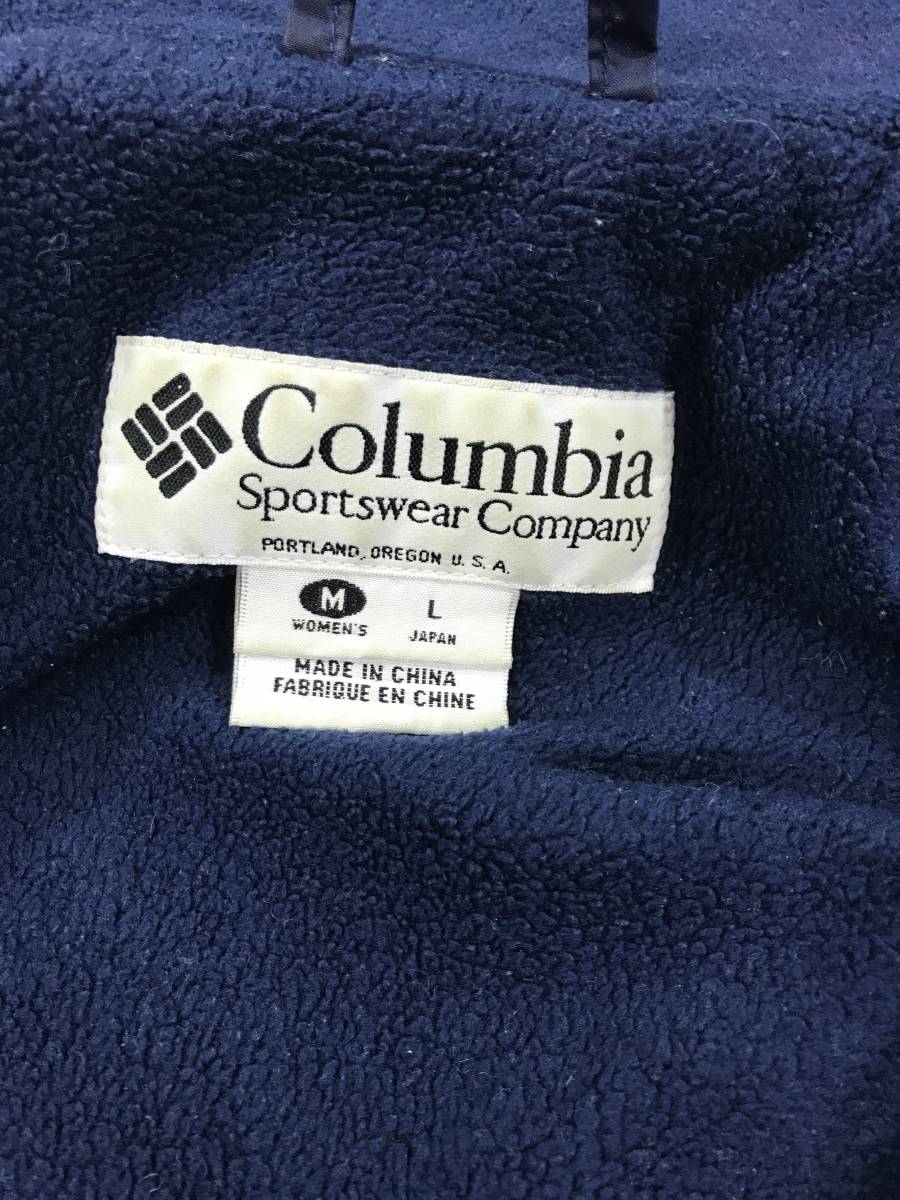 Columbia
Sportswear Company
PORTLAND, OREGON U. S. A.
M L
WOMEN'S JAPAN
MADE IN CHINA
FABRIQUE EN CHINE